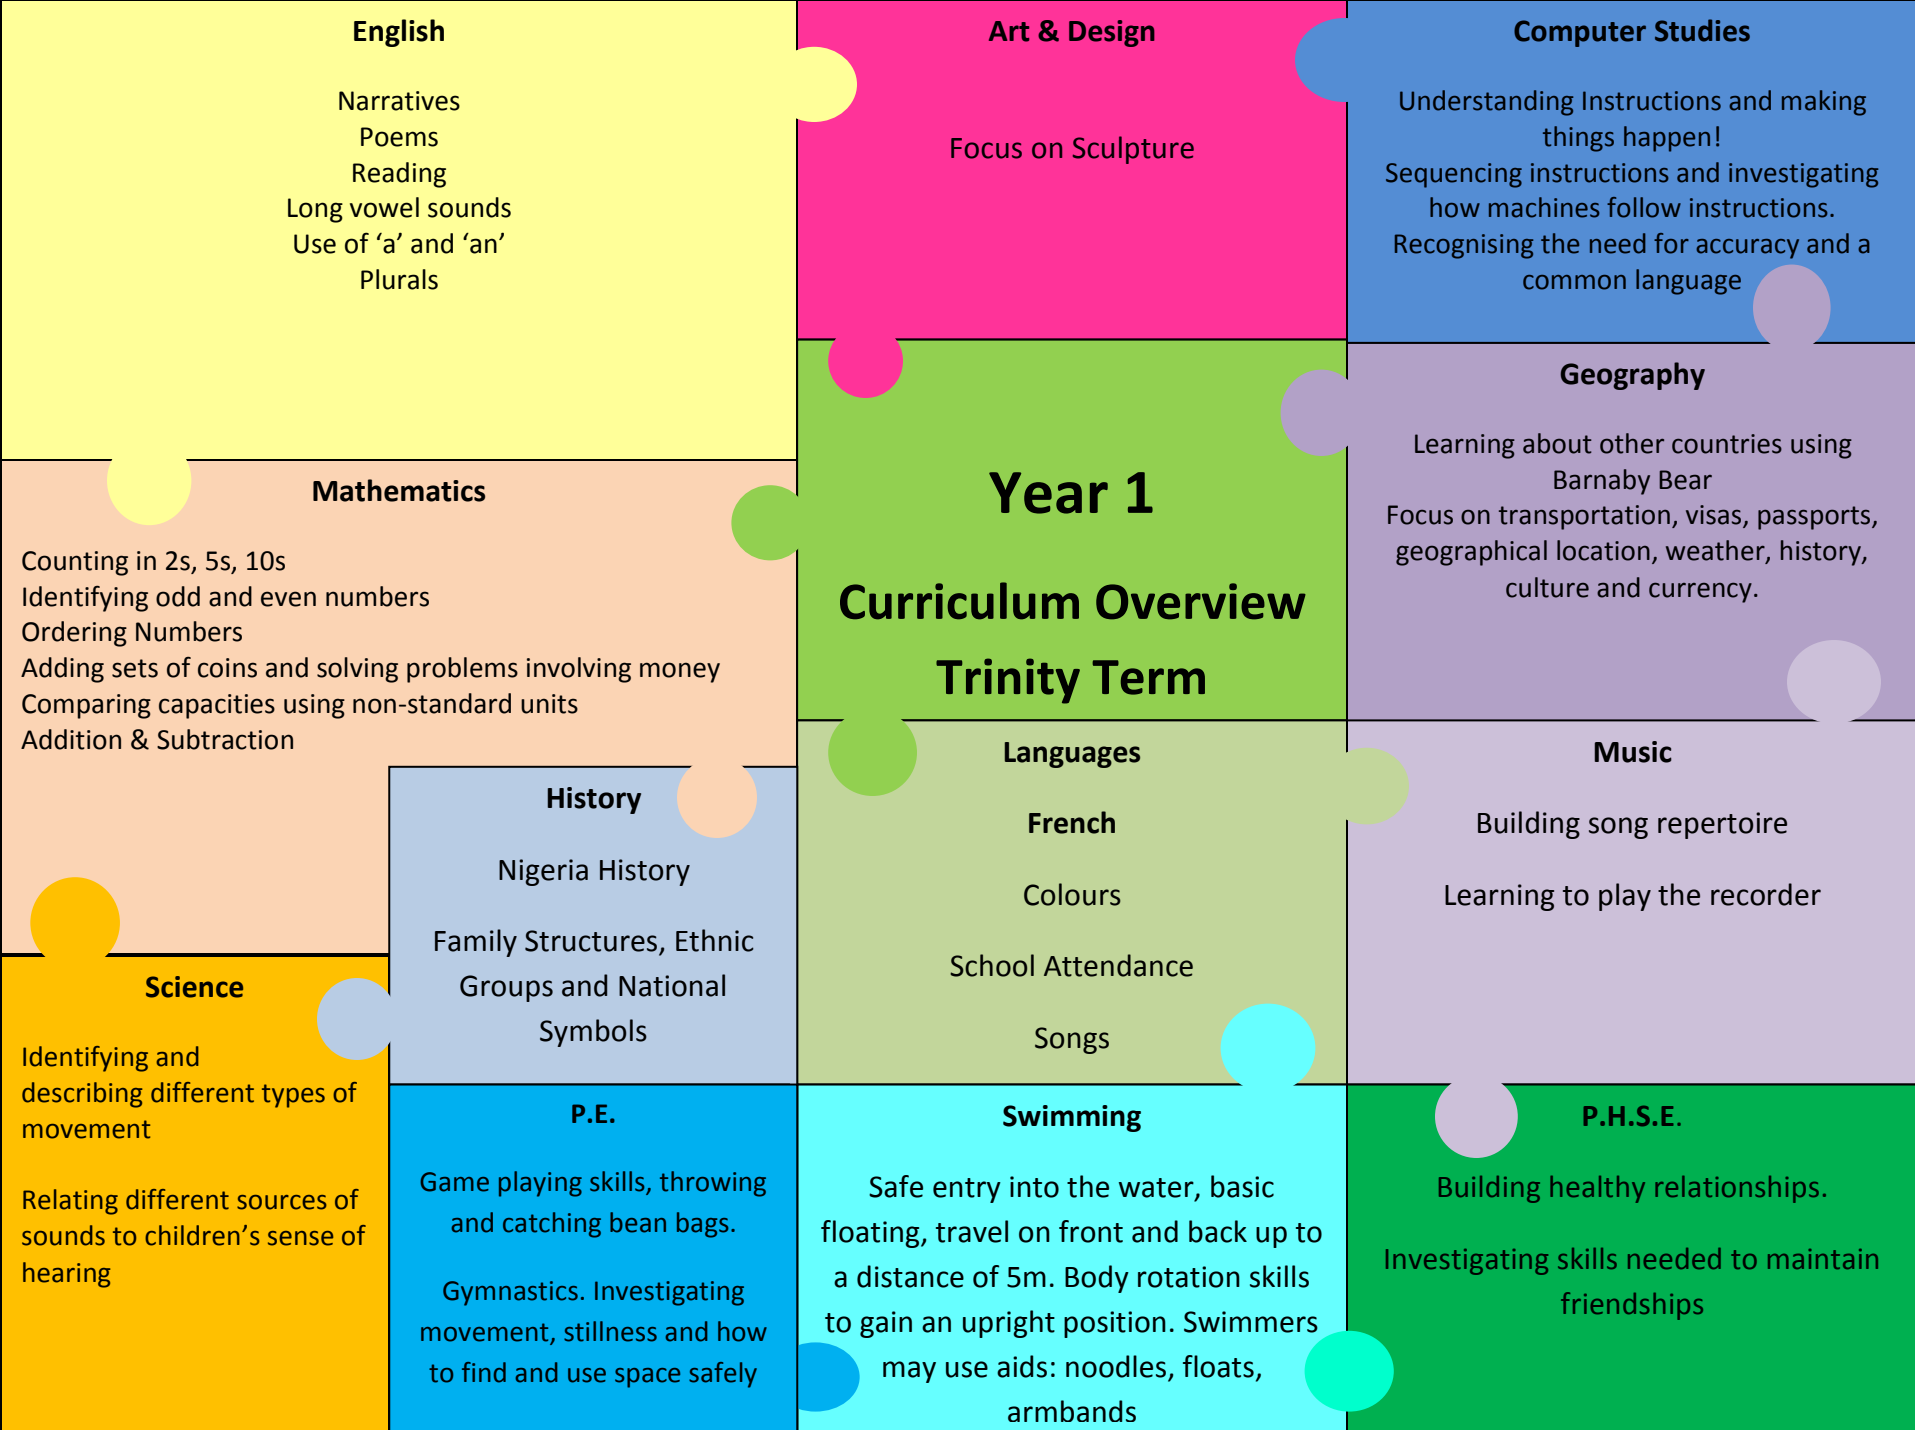 English
Narratives
Poems
Reading
Long vowel sounds
Use of ‘a’ and ‘an’
Plurals
Art & Design
Focus on Sculpture
Computer Studies
Understanding Instructions and making
things happen!
Sequencing instructions and investigating
how machines follow instructions.
Recognising the need for accuracy and a
common language
Mathematics
Counting in 2s, 5s, 10s
Identifying odd and even numbers
Ordering Numbers
Adding sets of coins and solving problems involving money
Comparing capacities using non-standard units
Addition & Subtraction
Year 1
Curriculum Overview
Trinity Term
Geography
Learning about other countries using
Barnaby Bear
Focus on transportation, visas, passports,
geographical location, weather, history,
culture and currency.
History
Nigeria History
Family Structures, Ethnic
Groups and National
Symbols
Languages
French
Colours
School Attendance
Songs
Music
Building song repertoire
Learning to play the recorder
Science
Identifying and
describing different types of
movement
Relating different sources of
sounds to children’s sense of
hearing
P.E.
Game playing skills, throwing
and catching bean bags.
Gymnastics. Investigating
movement, stillness and how
to find and use space safely
Swimming
Safe entry into the water, basic
floating, travel on front and back up to
a distance of 5m. Body rotation skills
to gain an upright position. Swimmers
may use aids: noodles, floats,
armbands
P.H.S.E.
Building healthy relationships.
Investigating skills needed to maintain
friendships